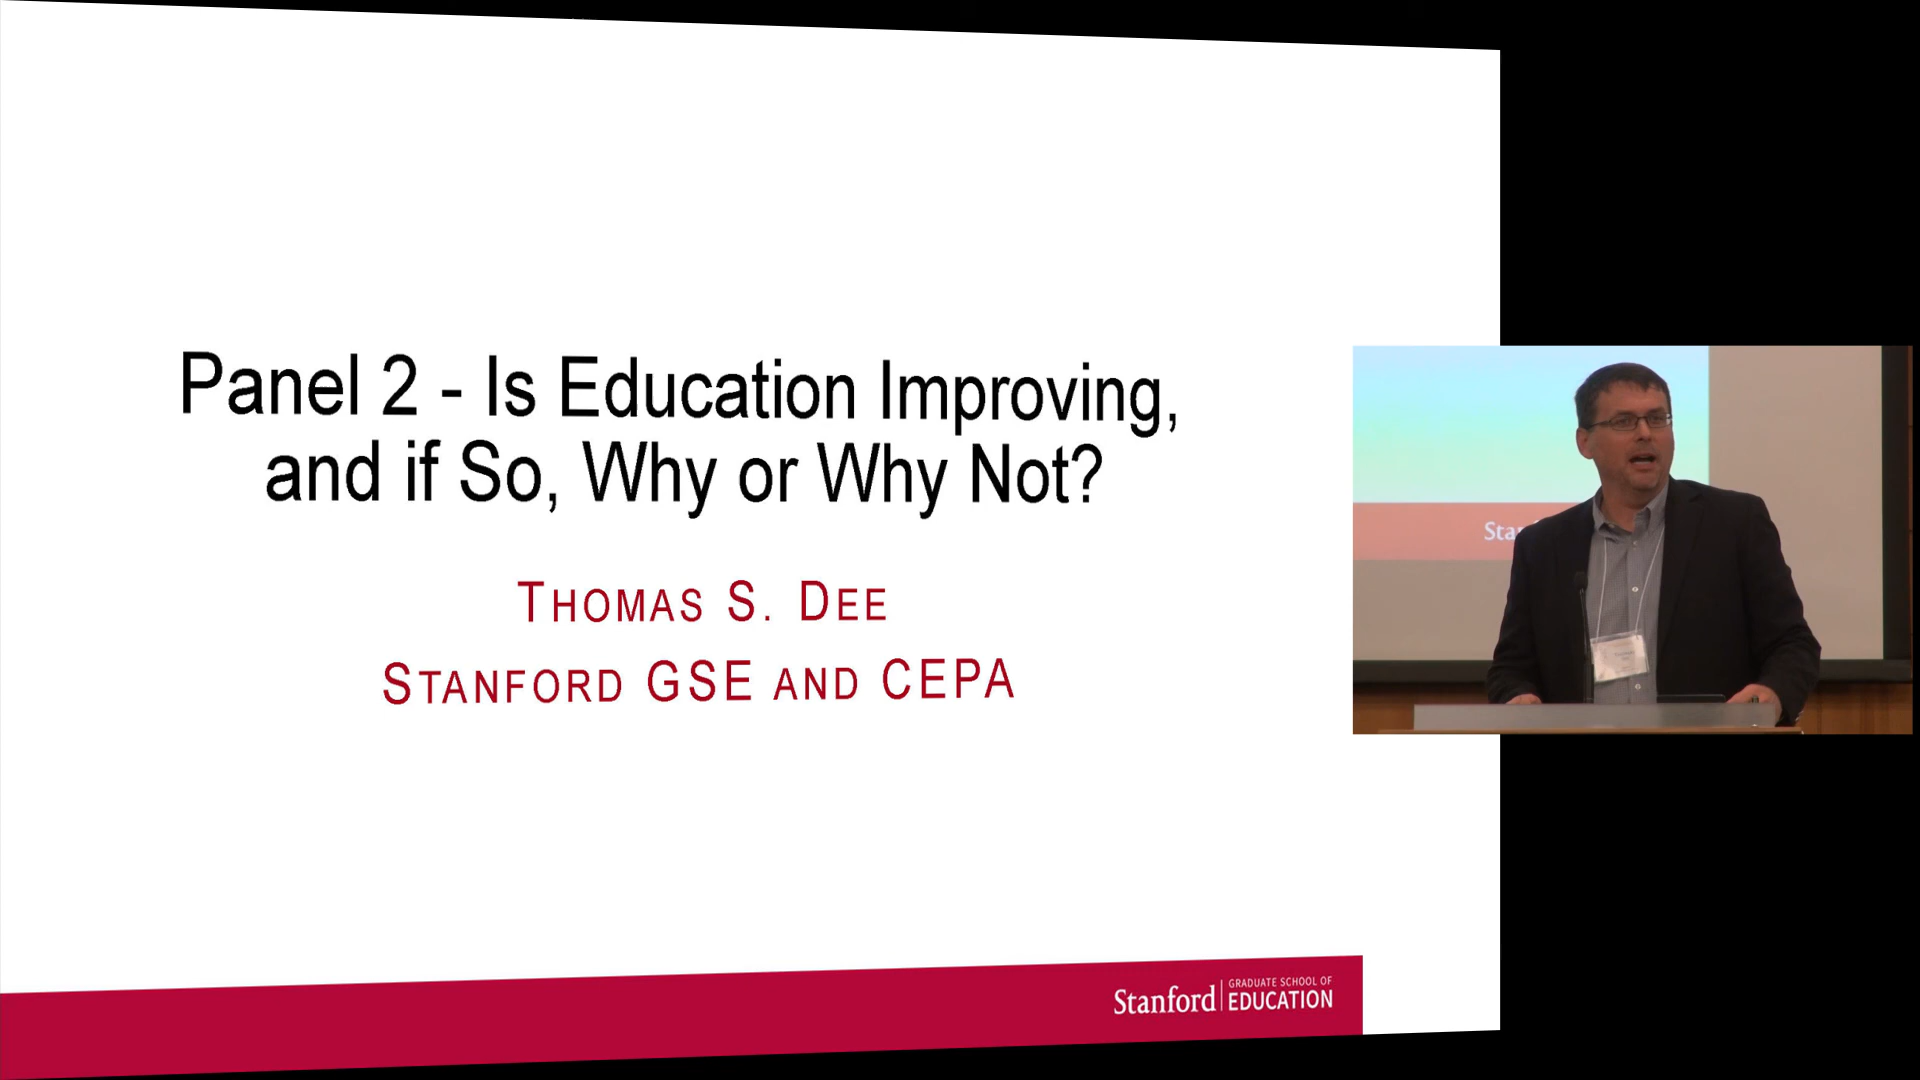 Panel 2 - Is Education Improving,
and if So, Why or Why Not?
THOMAS S. DEE
STANFORD GSE AND CEPA
Stanford
GRADUATE SCHOOL OF
EDUCATION